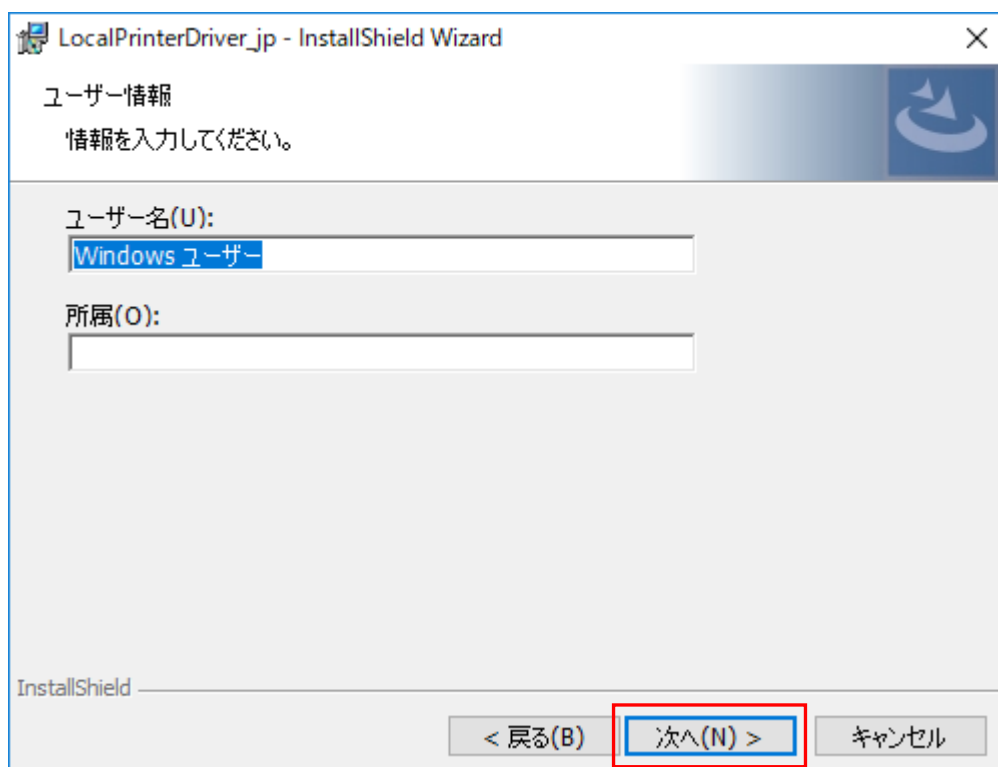 LocalPrinterDriver_jp - InstallShield Wizard
ユーザー情報
情報を入力してください。
ユーザー名(U):
Windows ユーザー
所属(O):
InstallShield
< 戻る(B)
次へ(N) >
キャンセル